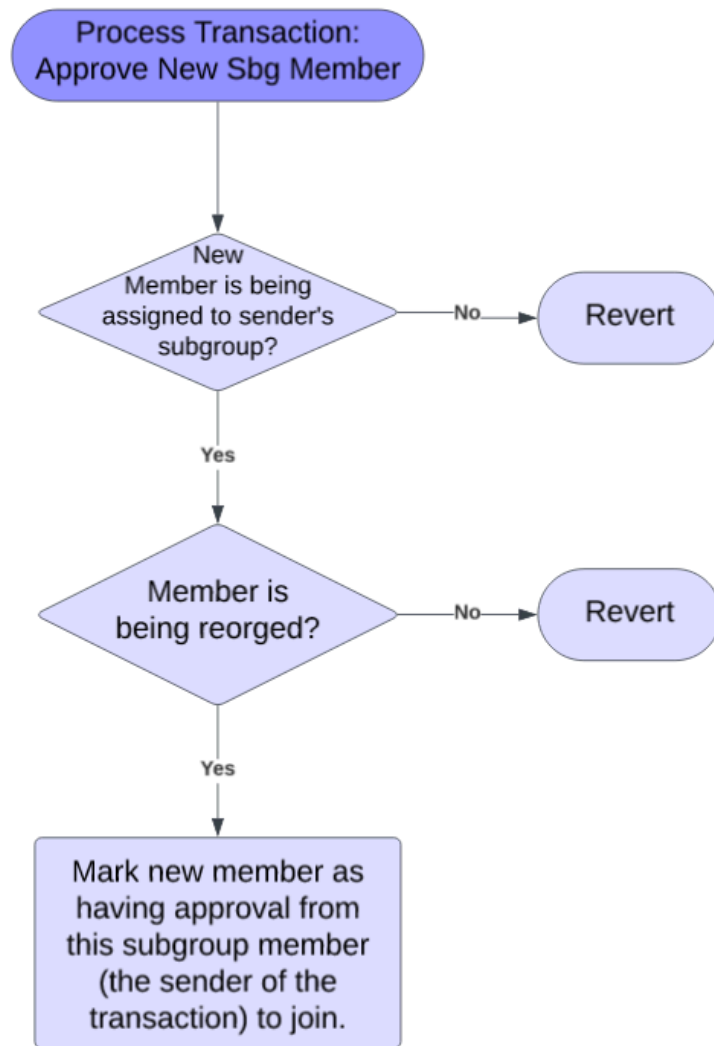 Process Transaction:
Approve New Sbg Member
New
Member is being
assigned to sender's
subgroup?
No
Revert
Yes
Member is
being reorged?
No
Revert
Yes
Mark new member as
having approval from
this subgroup member
(the sender of the
transaction) to join.